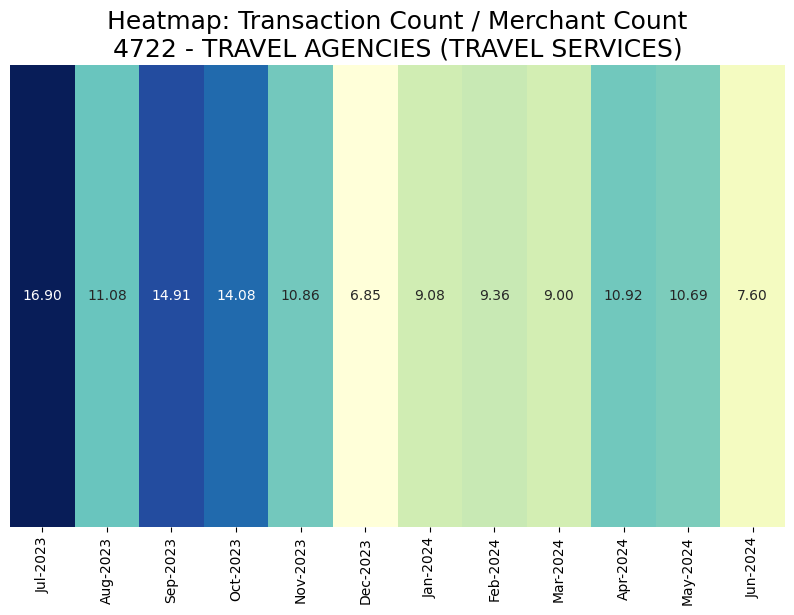 Heatmap: Transaction Count / Merchant Count
4722 - TRAVEL AGENCIES (TRAVEL SERVICES)
16.90 11.08 14.91 14.08 10.86 6.85 9.08 9.36 9.00 10.92 10.69 7.60
Jul-2023 Aug-2023 Sep-2023 Oct-2023 Nov-2023 Dec-2023 Jan-2024 Feb-2024 Mar-2024 Apr-2024 May-2024 Jun-2024